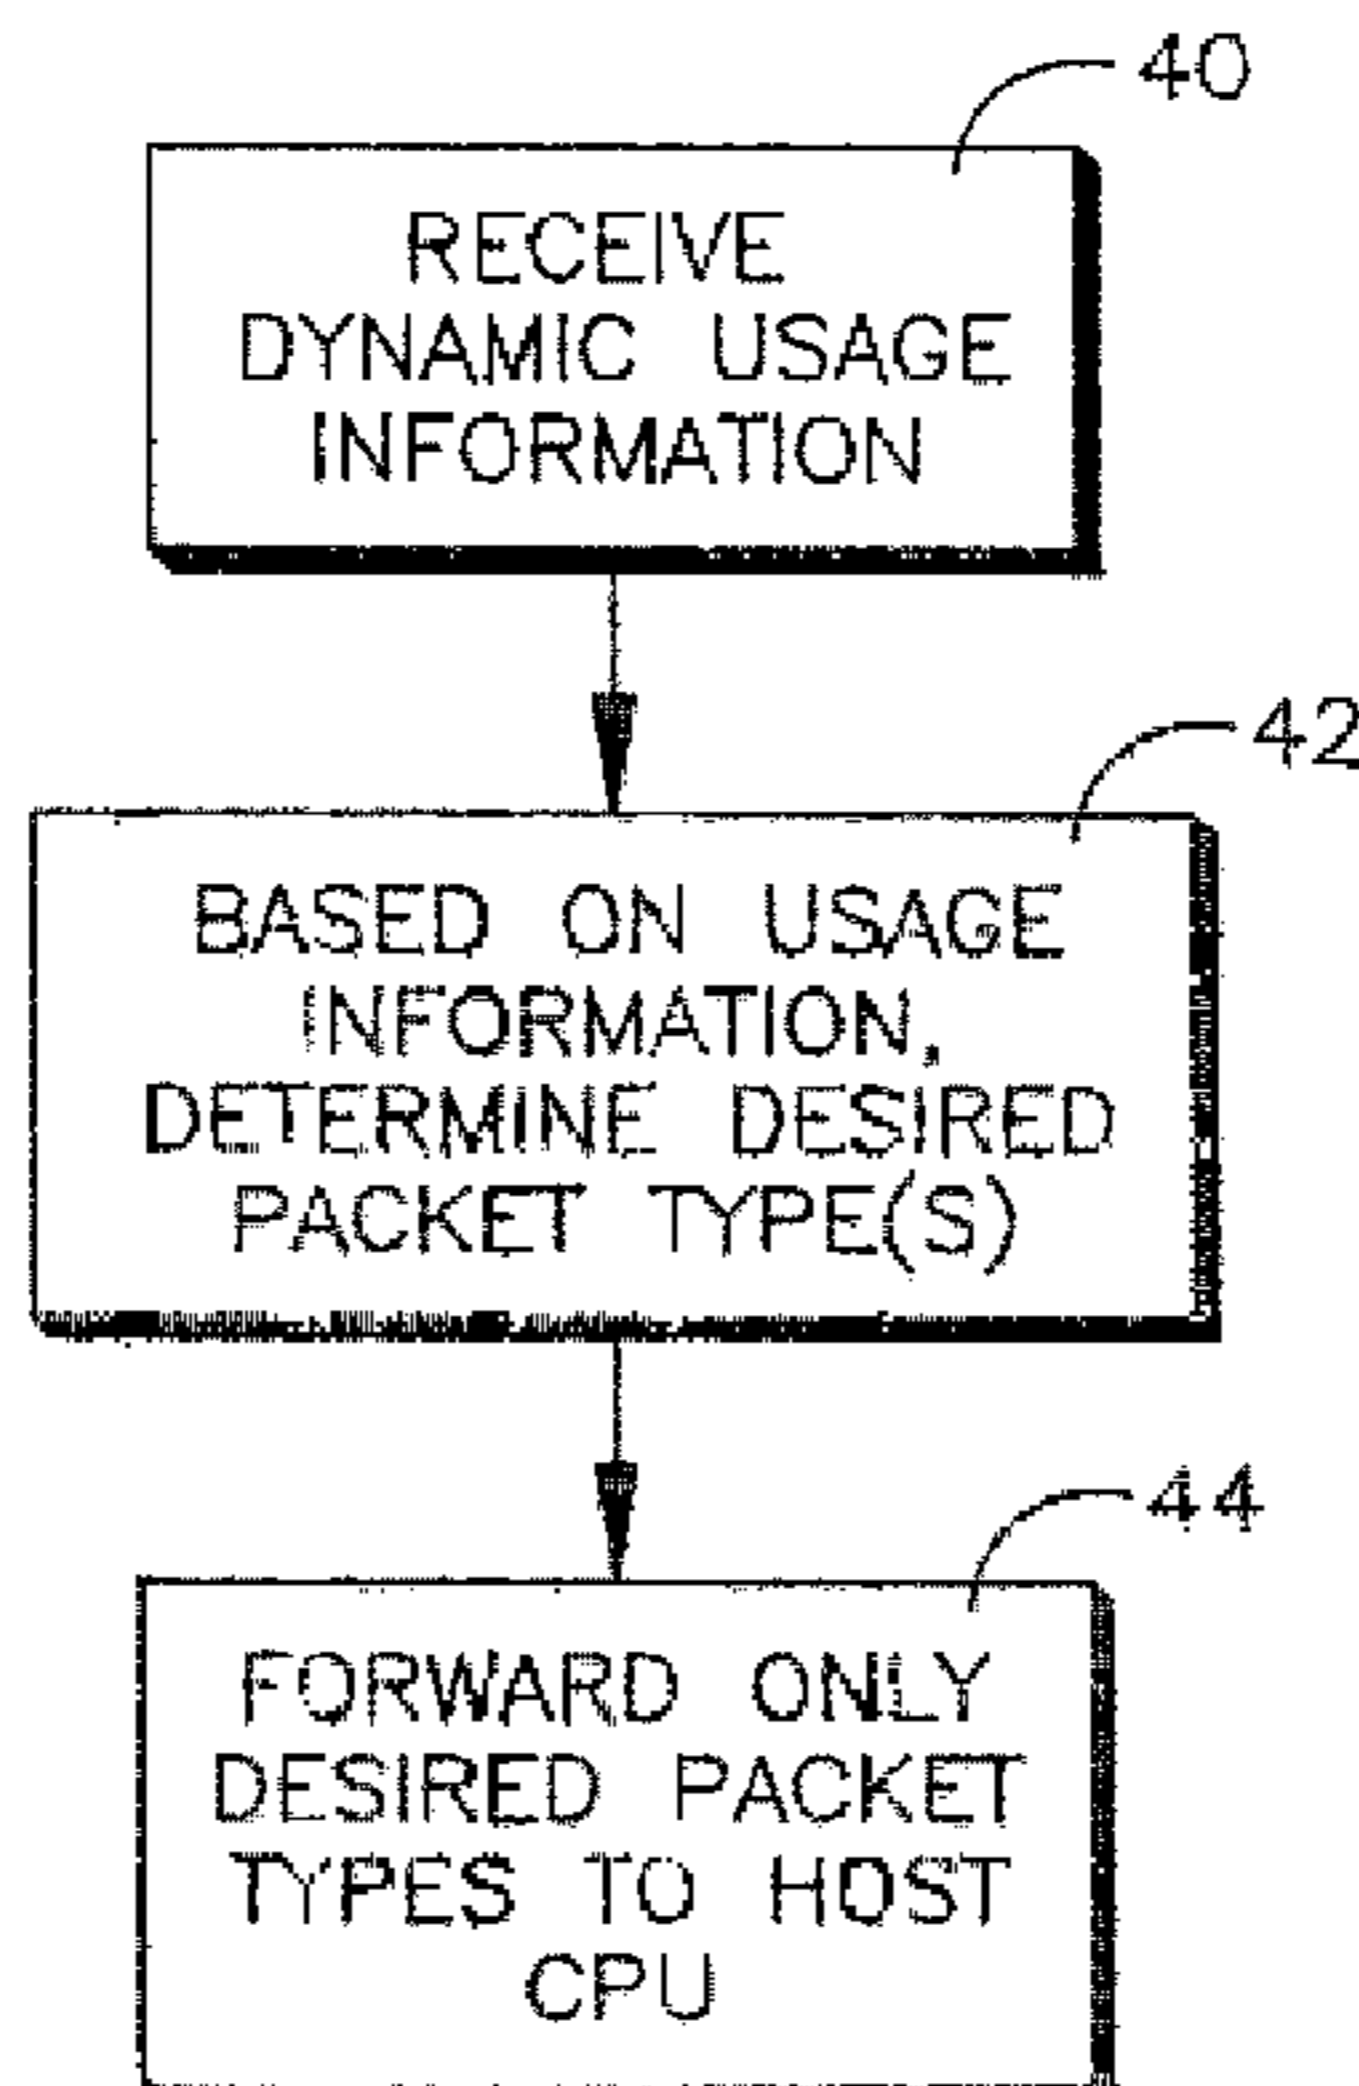 40
RECEIVE
DYNAMIC USAGE
INFORMATION
42
BASED ON USAGE
INFORMATION,
DETERMINE DESIRED
PACKET TYPE(S)
44
FORWARD ONLY
DESIRED PACKET
TYPES TO HOST
CPU